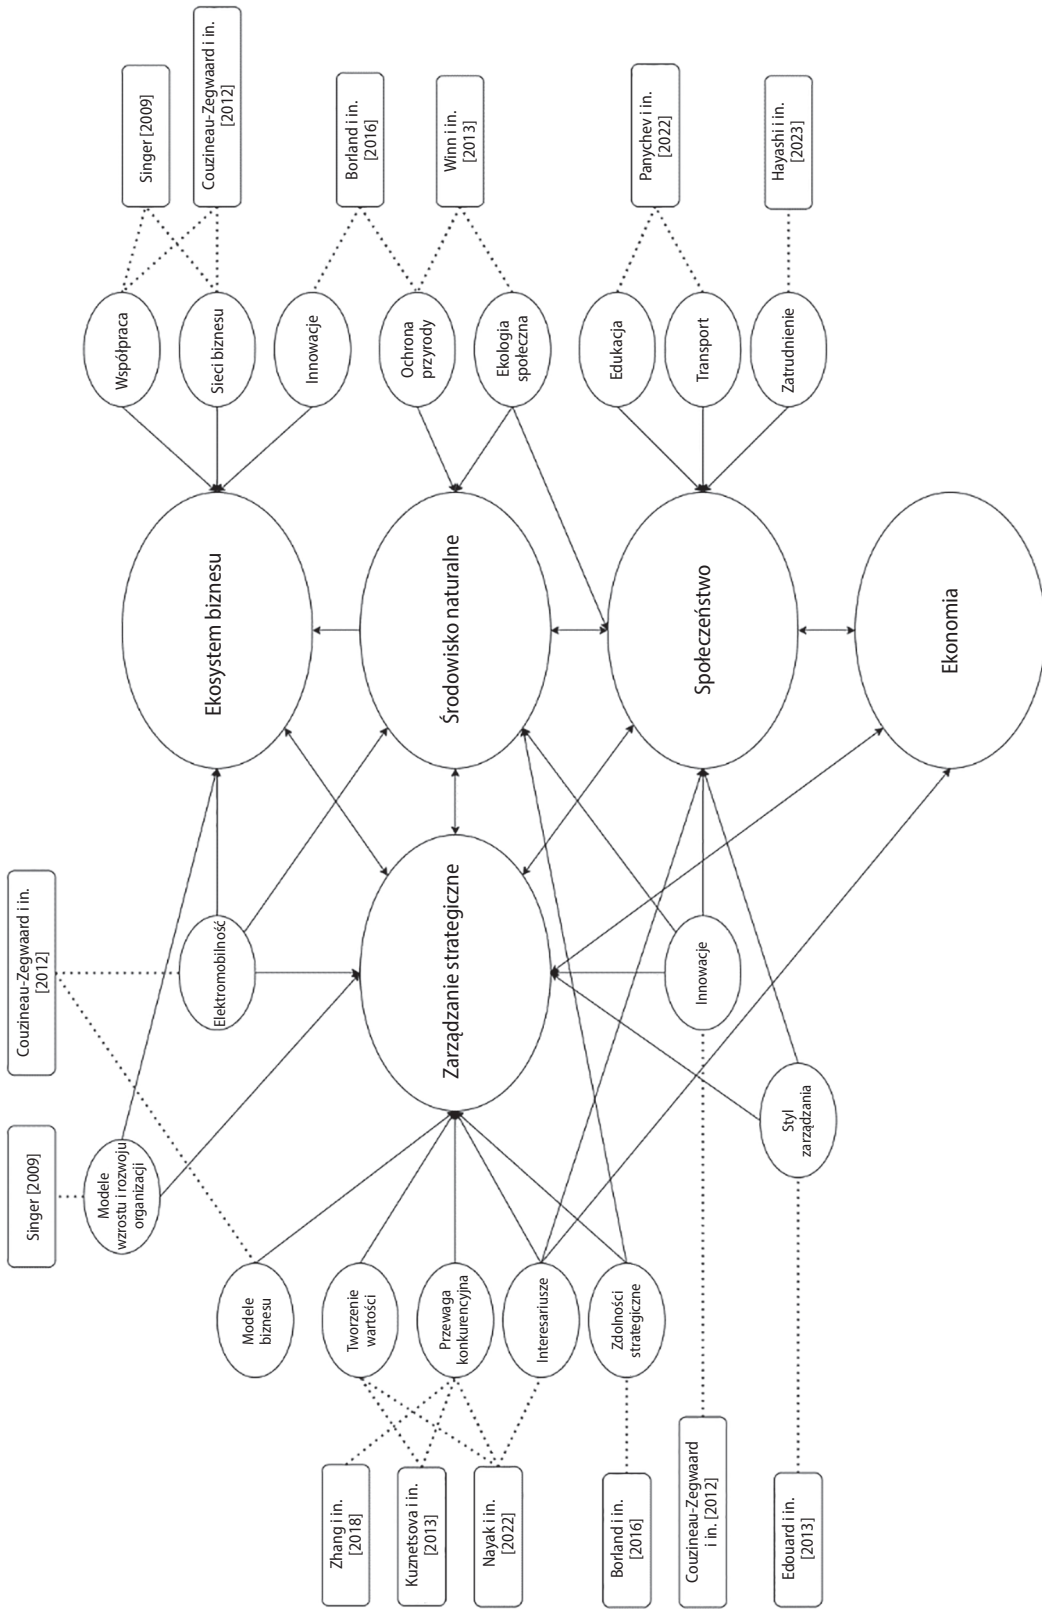 Singer [2009]
Couzineau-Zegwaard i in.
[2012]
Modele
wzrostu i rozwoju
organizacji
Współpraca
Singer [2009]
Elektromobilność
Ekosystem biznesu
Sieci biznesu
Couzineau-Zegwaard i in.
[2012]
Modele
biznesu
Innowacje
Zhang i in.
[2018]
Tworzenie
wartości
Borland i in.
[2016]
Kuznetsova i in.
[2013]
Przewaga
konkurencyjna
Zarządzanie strategiczne
Środowisko naturalne
Ochrona
przyrody
Winn i in.
[2013]
Nayak i in.
[2022]
Interesariusze
Ekologia
społeczna
Borland i in.
[2016]
Zdolności
strategiczne
Edukacja
Panychev i in.
[2022]
Couzineau-Zegwaard
i in. [2012]
Innowacje
Społeczeństwo
Transport
Edouard i in.
[2013]
Styl
zarządzania
Zatrudnienie
Hayashi i in.
[2023]
Ekonomia